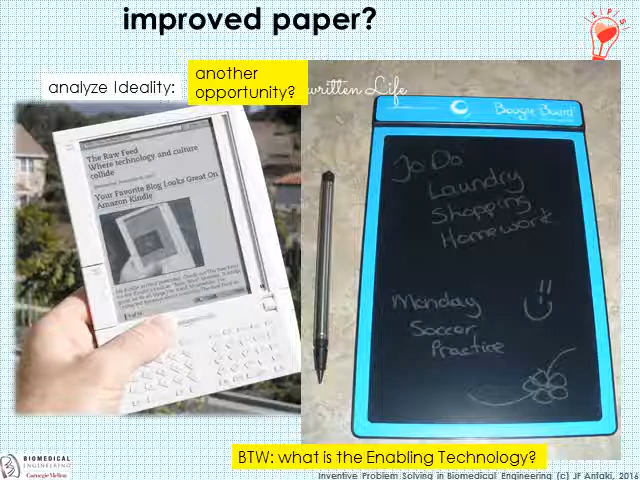 improved paper?
I P S
analyze Ideality:
another
opportunity?
written Life
The Raw Feed
Where technology and culture
collide
Your Favorite Blog Looks Great On
Amazon Kindle
Boogie Board
To Do
Laundry
Shopping
Homework
Monday
Soccer
Practice
BTW: what is the Enabling Technology?
BIOMEDICAL
ENGINEERING
Carnegie Mellon
Inventive Problem Solving in Biomedical Engineering (c) JF Antaki, 2016